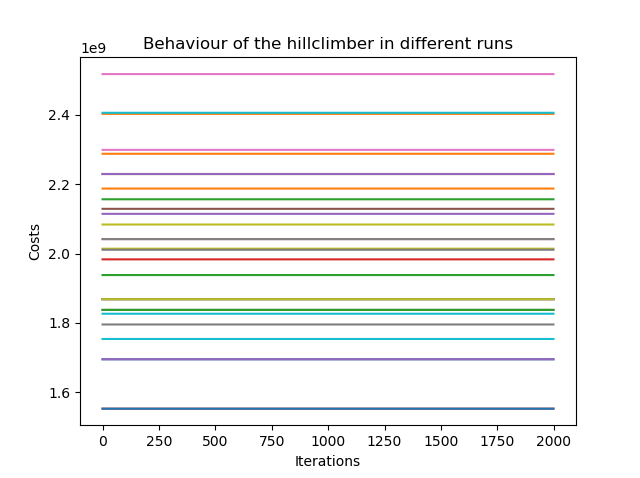 Behaviour of the hillclimber in different runs
1e9
2.4
2.2
2.0
1.8
1.6
Costs
0 250 500 750 1000 1250 1500 1750 2000
Iterations